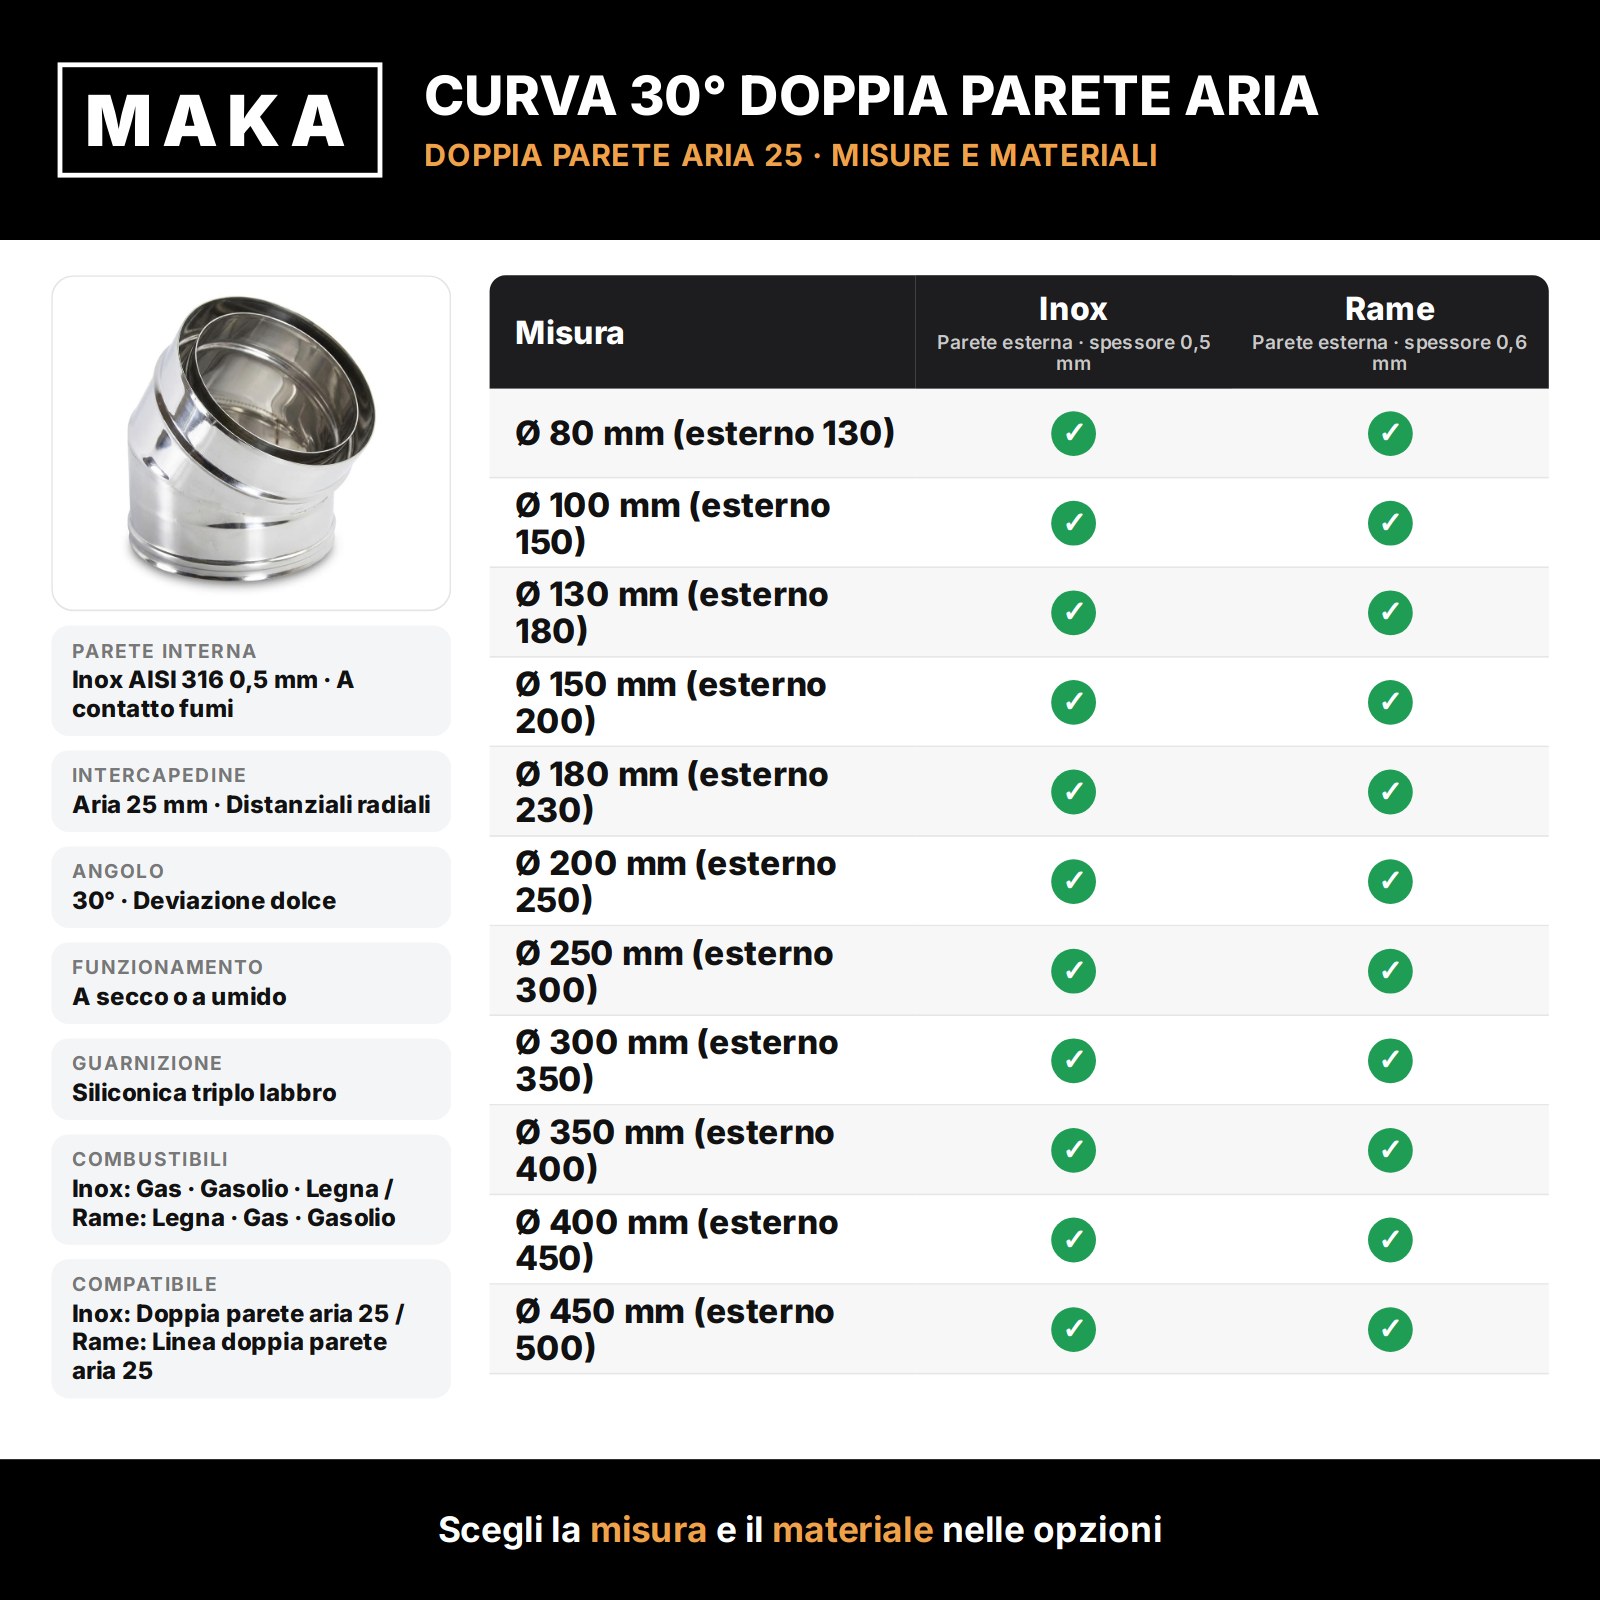 MAKA
CURVA 30° DOPPIA PARETE ARIA
DOPPIA PARETE ARIA 25 · MISURE E MATERIALI
PARETE INTERNA
Inox AISI 316 0,5 mm · A
contatto fumi
INTERCAPEDINE
Aria 25 mm · Distanziali radiali
ANGOLO
30° · Deviazione dolce
FUNZIONAMENTO
A secco o a umido
GUARNIZIONE
Siliconica triplo labbro
COMBUSTIBILI
Inox: Gas · Gasolio · Legna /
Rame: Legna · Gas · Gasolio
COMPATIBILE
Inox: Doppia parete aria 25 /
Rame: Linea doppia parete
aria 25
Misura
Inox
Parete esterna · spessore 0,5
mm
Rame
Parete esterna · spessore 0,6
mm
Ø 80 mm (esterno 130) ✓ ✓
Ø 100 mm (esterno
150) ✓ ✓
Ø 130 mm (esterno
180) ✓ ✓
Ø 150 mm (esterno
200) ✓ ✓
Ø 180 mm (esterno
230) ✓ ✓
Ø 200 mm (esterno
250) ✓ ✓
Ø 250 mm (esterno
300) ✓ ✓
Ø 300 mm (esterno
350) ✓ ✓
Ø 350 mm (esterno
400) ✓ ✓
Ø 400 mm (esterno
450) ✓ ✓
Ø 450 mm (esterno
500) ✓ ✓
Scegli la misura e il materiale nelle opzioni